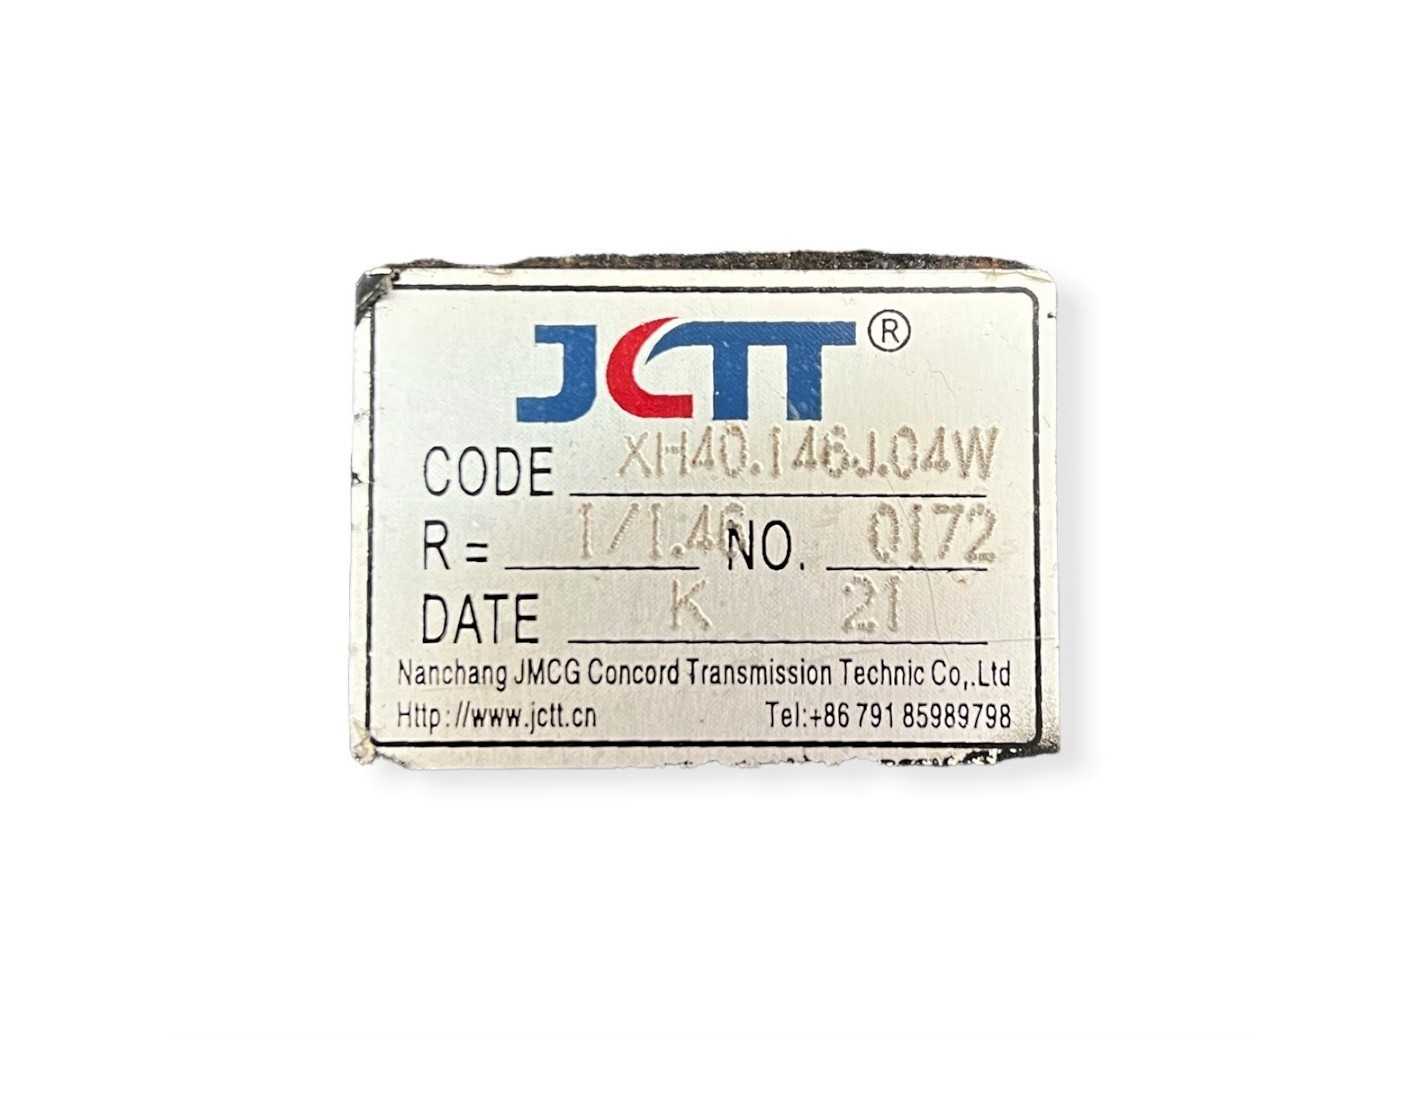 JCTT®
CODE XH40.146J.04W
R= 1/1.46 NO. 0172
DATE K 21
Nanchang JMCG Concord Transmission Technic Co,.Ltd
Http://www.jctt.cn Tel:+86 791 85989798